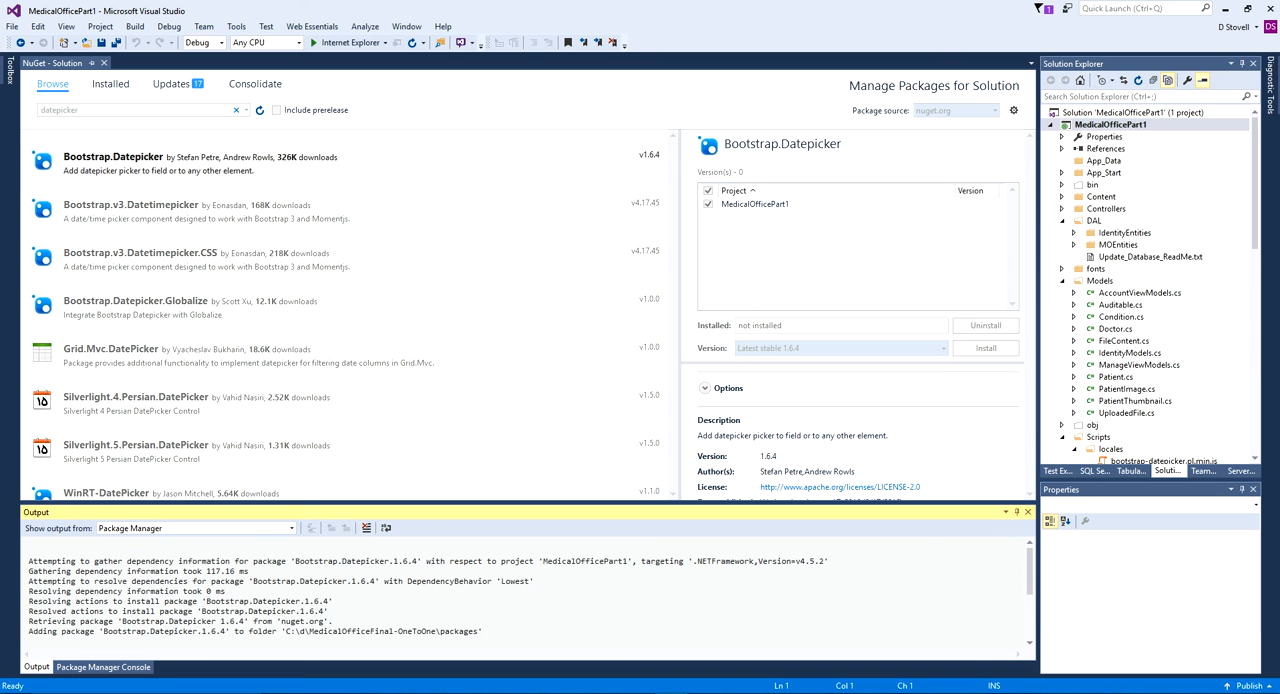 MedicalOfficePart1 - Microsoft Visual Studio
1
Quick Launch (Ctrl+Q)
File Edit View Project Build Debug Team Tools Test Web Essentials Analyze Window Help
D Stovell DS
Debug Any CPU Internet Explorer
Toolbox
NuGet - Solution
Browse Installed Updates 17 Consolidate
Manage Packages for Solution
datepicker
Include prerelease
Package source: nuget.org
Bootstrap.Datepicker by Stefan Petre, Andrew Rowls, 326K downloads v1.6.4
Add datepicker picker to field or to any other element.
Bootstrap.v3.Datetimepicker by Eonasdan, 168K downloads v4.17.45
A date/time picker component designed to work with Bootstrap 3 and Momentjs.
Bootstrap.v3.Datetimepicker.CSS by Eonasdan, 218K downloads v4.17.45
A date/time picker component designed to work with Bootstrap 3 and Momentjs.
Bootstrap.Datepicker.Globalize by Scott Xu, 12.1K downloads v1.0.0
Integrate Bootstrap Datepicker with Globalize
Grid.Mvc.DatePicker by Vyacheslav Bukharin, 18.6K downloads v1.0.0
Package provides additional functionality to implement datepicker for filtering date columns in Grid.Mvc.
15
Silverlight.4.Persian.DatePicker by Vahid Nasiri, 2.52K downloads v1.5.0
Silverlight 4 Persian DatePicker Control
15
Silverlight.5.Persian.DatePicker by Vahid Nasiri, 1.31K downloads v1.5.0
Silverlight 5 Persian DatePicker Control
WinRT-DatePicker by Jason Mitchell, 5.64K downloads v1.1.0
Bootstrap.Datepicker
Version(s) - 0
Project Version
MedicalOfficePart1
Installed: not installed Uninstall
Version: Latest stable 1.6.4 Install
Options
Description
Add datepicker picker to field or to any other element.
Version: 1.6.4
Author(s): Stefan Petre,Andrew Rowls
License: http://www.apache.org/licenses/LICENSE-2.0
Solution Explorer
Search Solution Explorer (Ctrl+;)
Solution 'MedicalOfficePart1' (1 project)
MedicalOfficePart1
Properties
References
App_Data
App_Start
bin
Content
Controllers
DAL
IdentityEntities
MOEntities
Update_Database_ReadMe.txt
fonts
Models
AccountViewModels.cs
Auditable.cs
Condition.cs
Doctor.cs
FileContent.cs
IdentityModels.cs
ManageViewModels.cs
Patient.cs
PatientImage.cs
PatientThumbnail.cs
UploadedFile.cs
obj
Scripts
locales
bootstrap-datepicker.pl.min.js
Test Ex... SQL Se... Tabula... Soluti... Team... Server...
Diagnostic Tools
Properties
Output
Show output from: Package Manager
Attempting to gather dependency information for package 'Bootstrap.Datepicker.1.6.4' with respect to project 'MedicalOfficePart1', targeting '.NETFramework,Version=v4.5.2'
Gathering dependency information took 117.16 ms
Attempting to resolve dependencies for package 'Bootstrap.Datepicker.1.6.4' with DependencyBehavior 'Lowest'
Resolving dependency information took 0 ms
Resolving actions to install package 'Bootstrap.Datepicker.1.6.4'
Resolved actions to install package 'Bootstrap.Datepicker.1.6.4'
Retrieving package 'Bootstrap.Datepicker 1.6.4' from 'nuget.org'.
Adding package 'Bootstrap.Datepicker.1.6.4' to folder 'C:\d\MedicalOfficeFinal-OneToOne\packages'
Output Package Manager Console
Ready Ln 1 Col 1 Ch 1 INS Publish